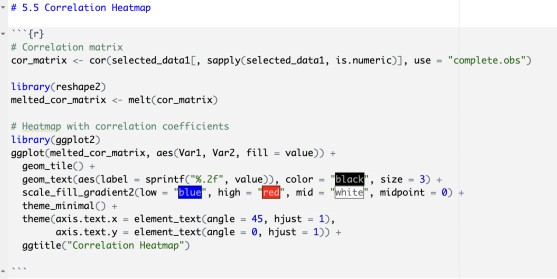 # 5.5 Correlation Heatmap
```{r}
# Correlation matrix
cor_matrix <- cor(selected_data1[, sapply(selected_data1, is.numeric)], use = "complete.obs")
library(reshape2)
melted_cor_matrix <- melt(cor_matrix)
# Heatmap with correlation coefficients
library(ggplot2)
ggplot(melted_cor_matrix, aes(Var1, Var2, fill = value)) +
  geom_tile() +
  geom_text(aes(label = sprintf("%.2f", value)), color = "black", size = 3) +
  scale_fill_gradient2(low = "blue", high = "red", mid = "white", midpoint = 0) +
  theme_minimal() +
  theme(axis.text.x = element_text(angle = 45, hjust = 1),
        axis.text.y = element_text(angle = 0, hjust = 1)) +
  ggtitle("Correlation Heatmap")
```